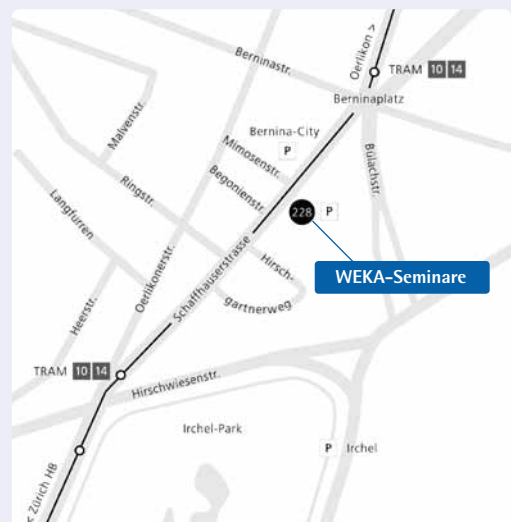 Oerlikon >
TRAM 10 14
Berninastr.
Berninaplatz
Bernina-City
P
Malvenstr.
Mimosenstr.
Bülachstr.
Begonienstr.
Ringstr.
Langfurren
228 P
Oerlikonerstr.
Schaffhauserstrasse
Hirsch-
gartnerweg
WEKA-Seminare
Heerstr.
TRAM 10 14
Hirschwiesenstr.
Irchel-Park
P Irchel
< Zürich HB